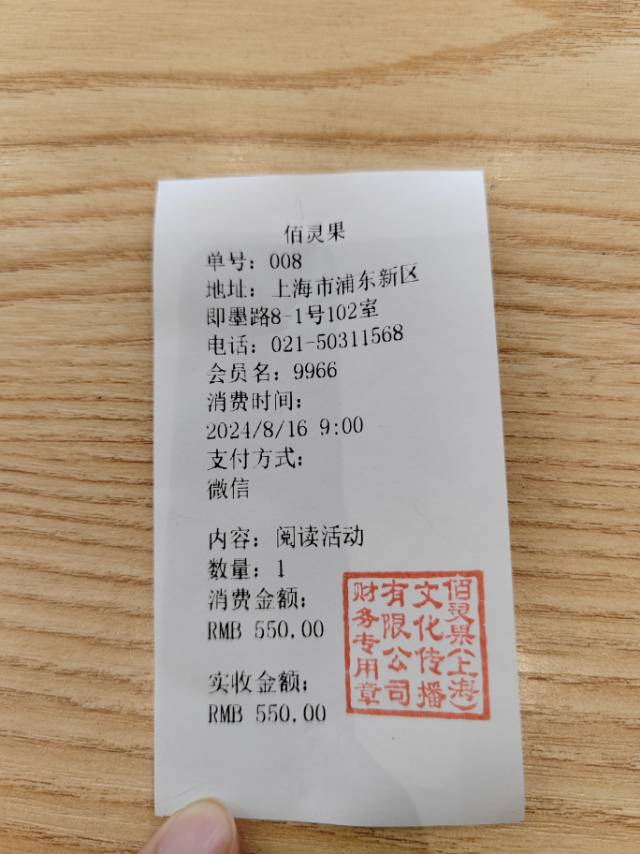 佰灵果
单号：008
地址：上海市浦东新区
即墨路8-1号102室
电话：021-50311568
会员名：9966
消费时间：
2024/8/16 9:00
支付方式：
微信
内容：阅读活动
数量：1
消费金额：
RMB 550.00
实收金额：
RMB 550.00
佰灵果(上海)
文化传播
有限公司
财务专用章